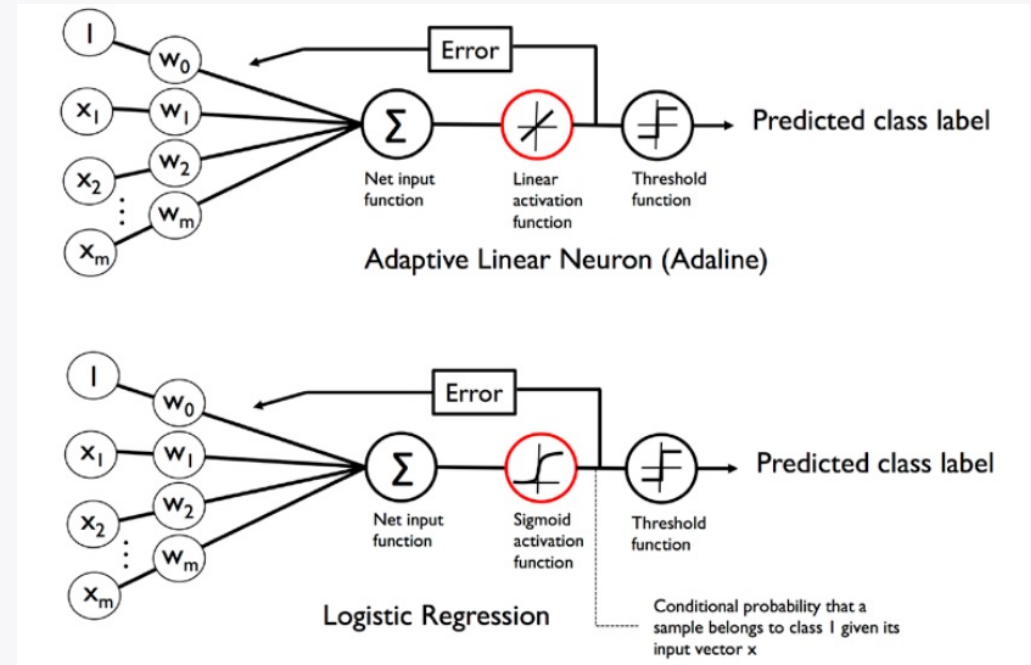 1
w0
Error
x1
w1
Σ
Predicted class label
x2
w2
Net input
function
Linear
activation
function
Threshold
function
wm
xm
Adaptive Linear Neuron (Adaline)
1
w0
Error
x1
w1
Σ
Predicted class label
x2
w2
Net input
function
Sigmoid
activation
function
Threshold
function
wm
xm
Logistic Regression
Conditional probability that a
sample belongs to class 1 given its
input vector x